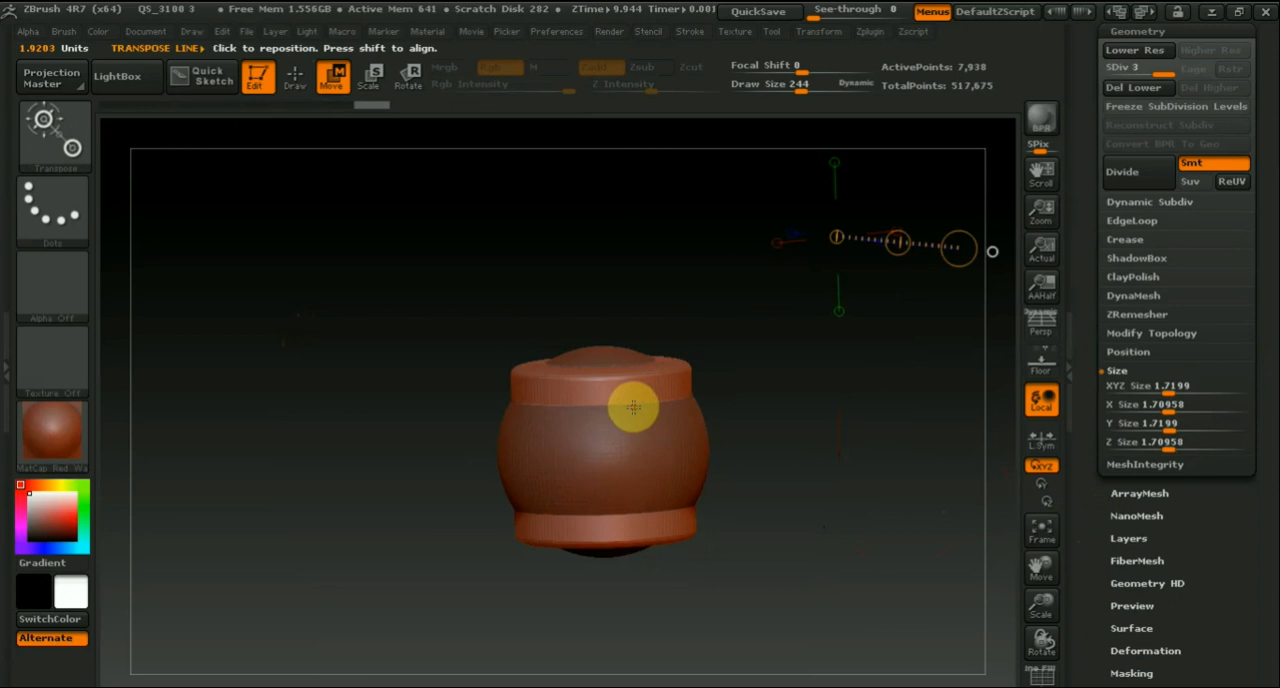 ZBrush 4R7 (x64) QS_3100 3 • Free Mem 1.556GB • Active Mem 641 • Scratch Disk 282 • ZTime▸9.944 Timer▸0.001 QuickSave See-through 0 Menus DefaultZScript
Alpha Brush Color Document Draw Edit File Layer Light Macro Marker Material Movie Picker Preferences Render Stencil Stroke Texture Tool Transform Zplugin Zscript
1.9203 Units TRANSPOSE LINE▸ Click to reposition. Press shift to align.
Projection Master
LightBox
Quick Sketch
Edit
Draw
Move
Scale
Rotate
Mrgb Rgb M
Rgb Intensity
Zadd Zsub Zcut
Z Intensity
Focal Shift 0
Draw Size 244 Dynamic
ActivePoints: 7,938
TotalPoints: 517,675
Transpose
Dots
Alpha Off
Texture Off
MatCap Red Wa
Gradient
SwitchColor
Alternate
BPR
SPix
Scroll
Zoom
Actual
AAHalf
Dynamic
Persp
Floor
Local
L.Sym
XYZ
Frame
Move
Scale
Rotate
Geometry
Lower Res Higher Res
SDiv 3 Cage Rstr
Del Lower Del Higher
Freeze SubDivision Levels
Reconstruct Subdiv
Convert BPR To Geo
Divide Smt
Suv ReUV
Dynamic Subdiv
EdgeLoop
Crease
ShadowBox
ClayPolish
DynaMesh
ZRemesher
Modify Topology
Position
Size
XYZ Size 1.7199
X Size 1.70958
Y Size 1.7199
Z Size 1.70958
MeshIntegrity
ArrayMesh
NanoMesh
Layers
FiberMesh
Geometry HD
Preview
Surface
Deformation
Masking